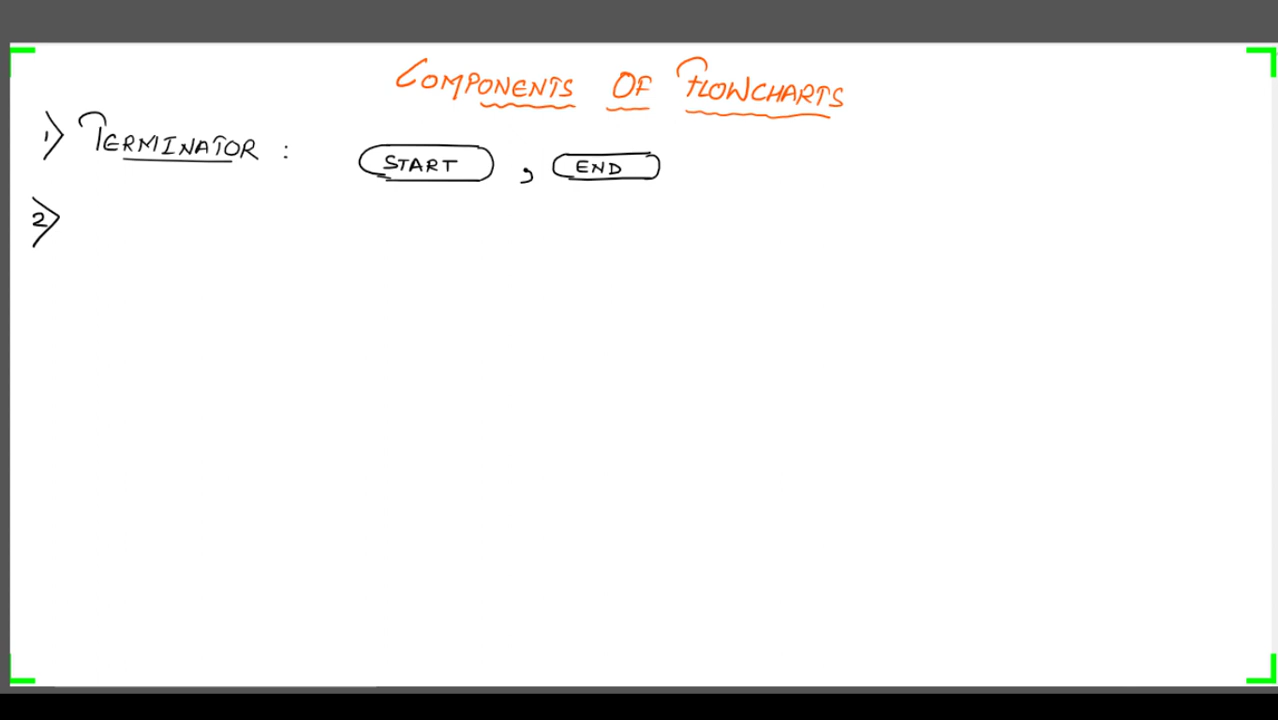 COMPONENTS OF FLOWCHARTS
1) TERMINATOR : START , END
2)